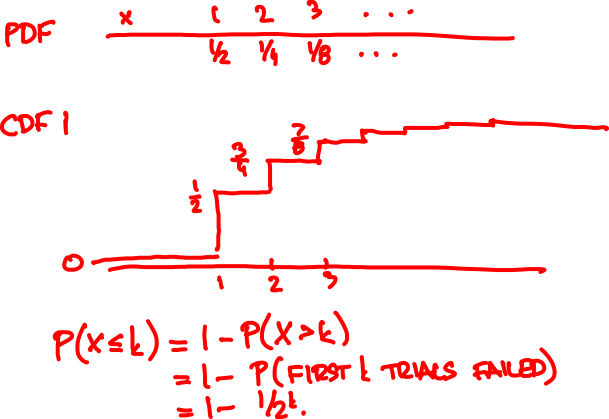 PDF x 1 2 3 ...
1/2 1/4 1/8 ...
CDF 1
7/8
3/4
1/2
0
1 2 3
P(X≤k) = 1 - P(X>k)
= 1 - P(FIRST k TRIALS FAILED)
= 1 - 1/2^k.